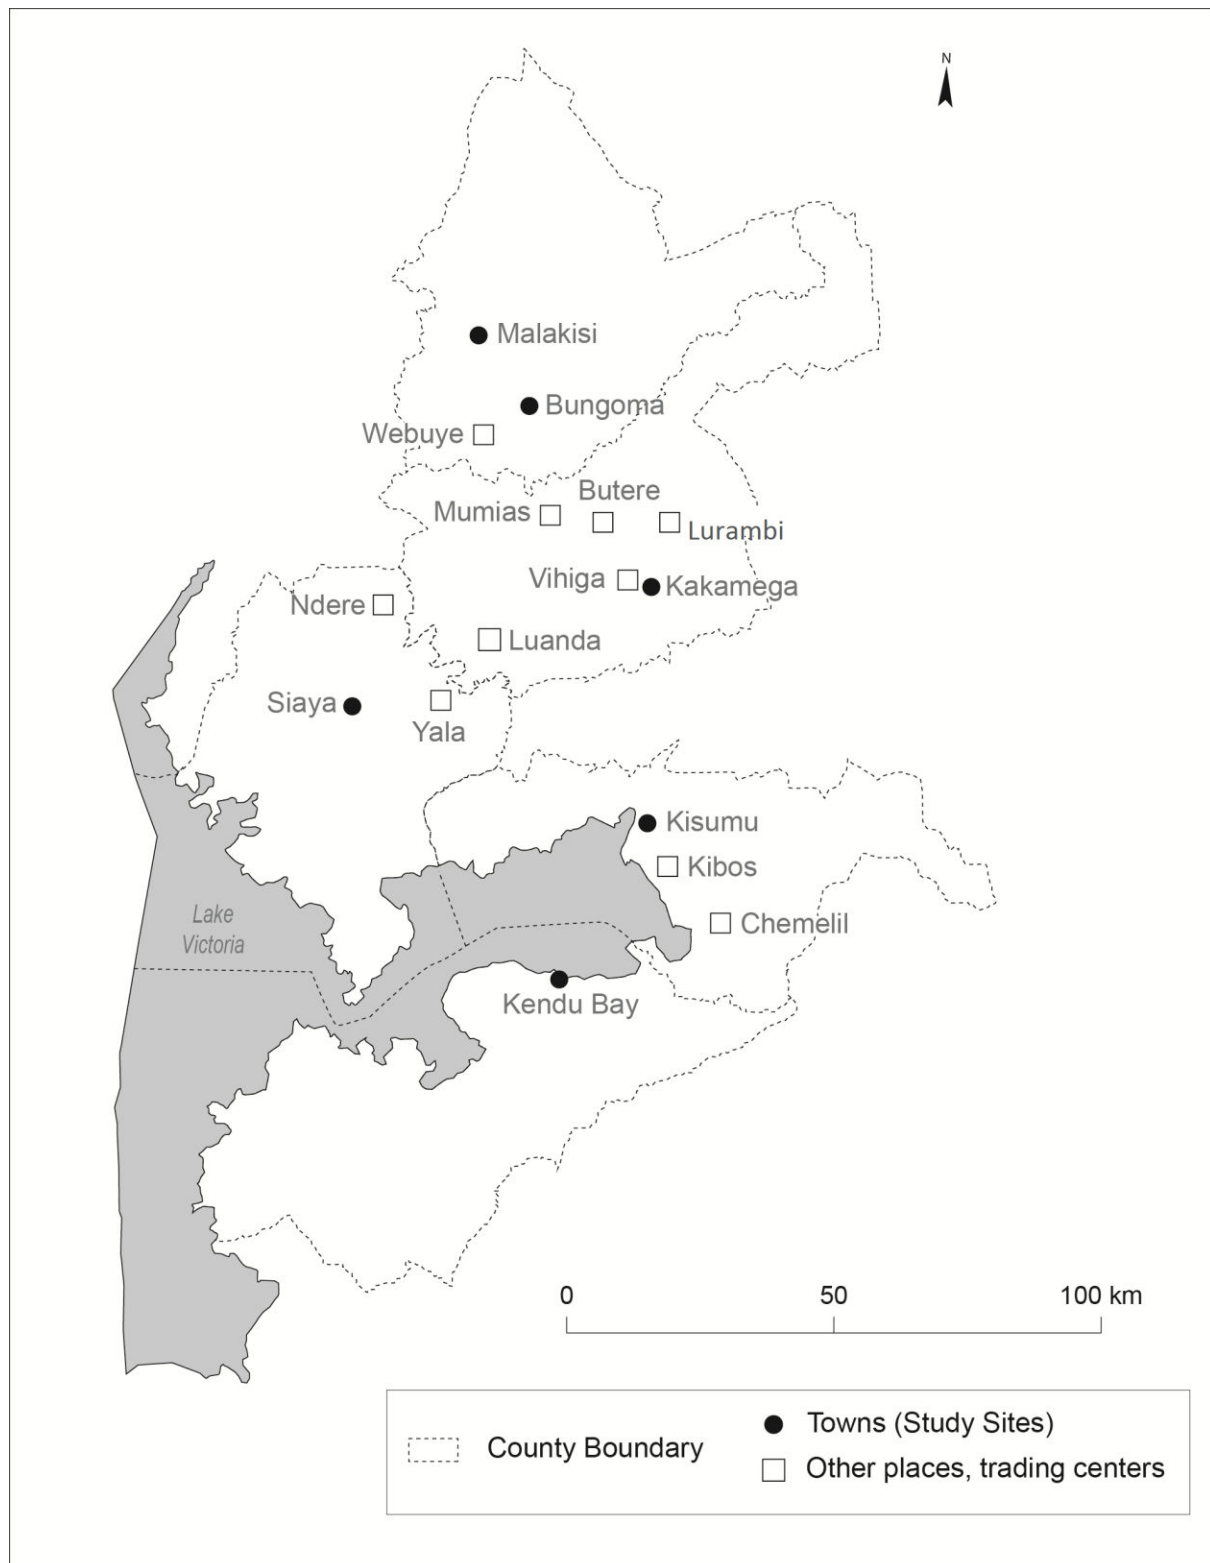 N
Malakisi
Bungoma
Webuye
Butere
Mumias
Lurambi
Vihiga
Kakamega
Ndere
Luanda
Siaya
Yala
Kisumu
Kibos
Lake
Victoria
Chemelil
Kendu Bay
0 50 100 km
Towns (Study Sites)
County Boundary
Other places, trading centers